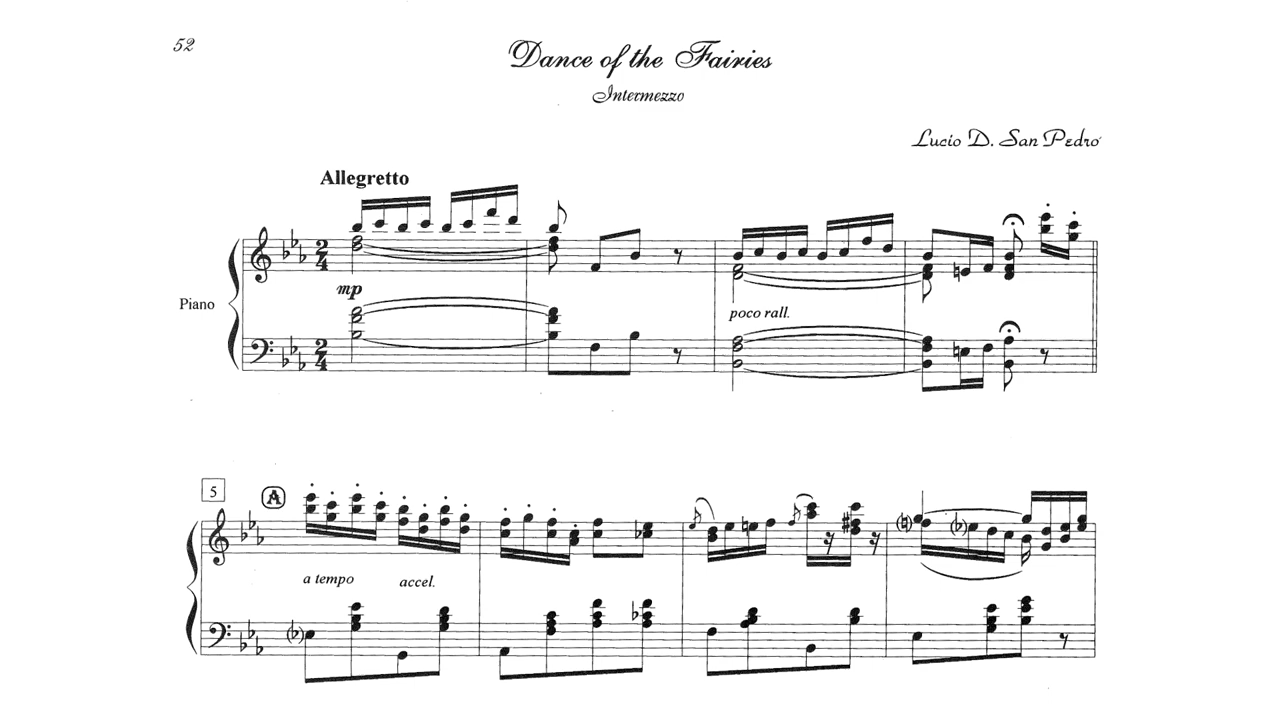 52
Dance of the Fairies
Intermezzo
Lucio D. San Pedro
Allegretto
Piano
mp
poco rall.
5
A
a tempo
accel.